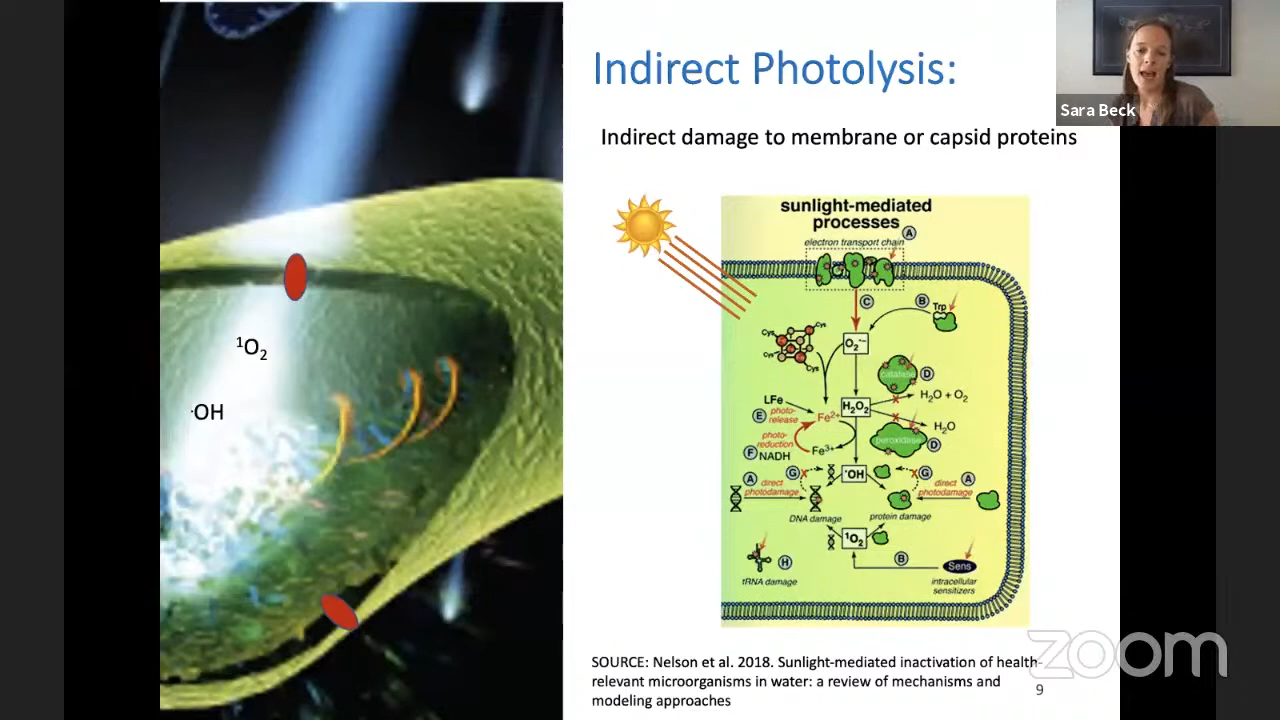 Indirect Photolysis:
Sara Beck
Indirect damage to membrane or capsid proteins
sunlight-mediated
processes
electron transport chain
A
C
B
Trp
Cys
Cys
Cys
Cys
O₂•−
catalase
D
H₂O + O₂
LFe
E
photo-
release
Fe²⁺
H₂O₂
H₂O
photo-
reduction
peroxidase
D
F
NADH
Fe³⁺
G
•OH
G
A
direct
photodamage
direct
photodamage
A
DNA damage
protein damage
¹O₂
B
Sens
H
tRNA damage
intracellular
sensitizers
¹O₂
·OH
SOURCE: Nelson et al. 2018. Sunlight-mediated inactivation of health-
relevant microorganisms in water: a review of mechanisms and
modeling approaches
9
zoom